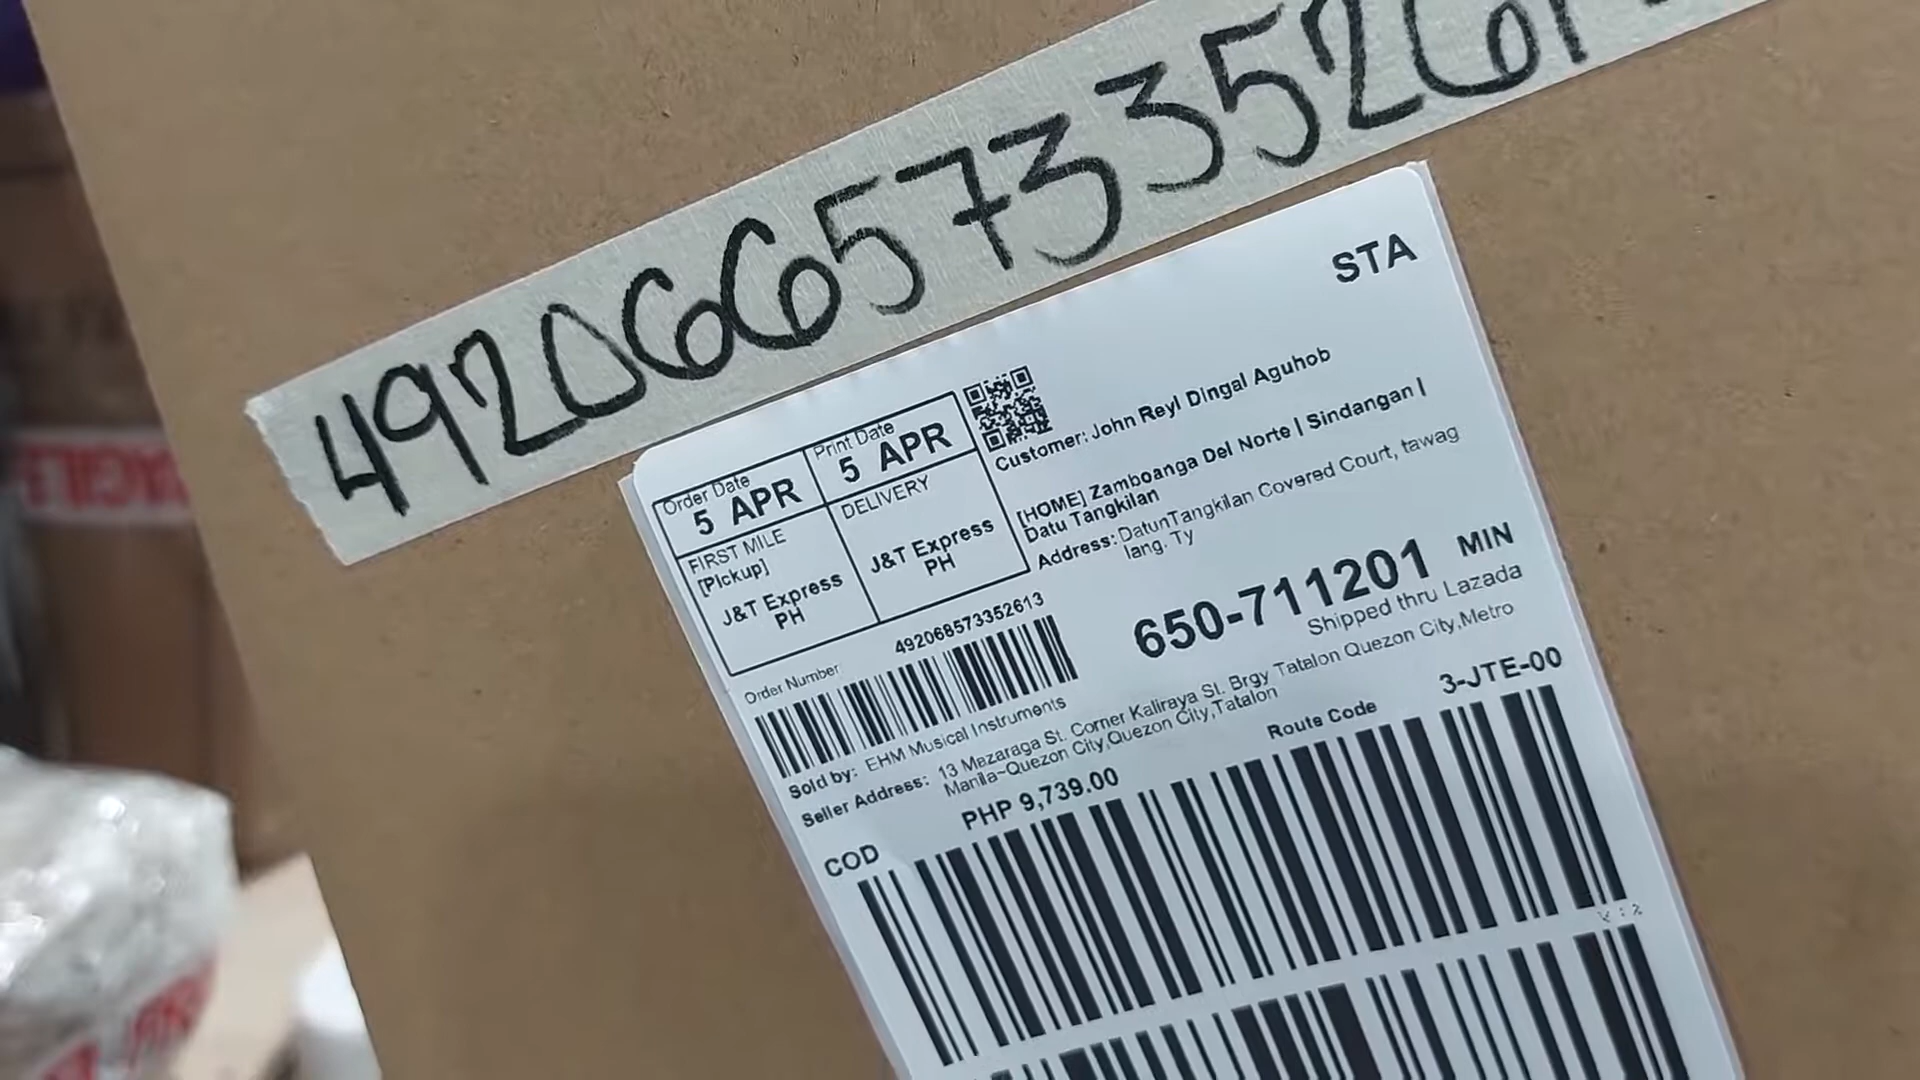 49206657335261
STA
Order Date
5 APR
Print Date
5 APR
FIRST MILE
[Pickup]
J&T Express
PH
DELIVERY
J&T Express
PH
Customer: John Reyl Dingal Aguhob
[HOME] Zamboanga Del Norte | Sindangan |
Datu Tangkilan
Address: DatunTangkilan Covered Court, tawag
lang. Ty
650-711201 MIN
Shipped thru Lazada
Order Number
492068573352613
Sold by: EHM Musical Instruments
Seller Address: 13 Mazaraga St. Corner Kaliraya St. Brgy Tatalon Quezon City,Metro
Manila~Quezon City,Quezon City,Tatalon
Route Code
3-JTE-00
COD
PHP 9,739.00